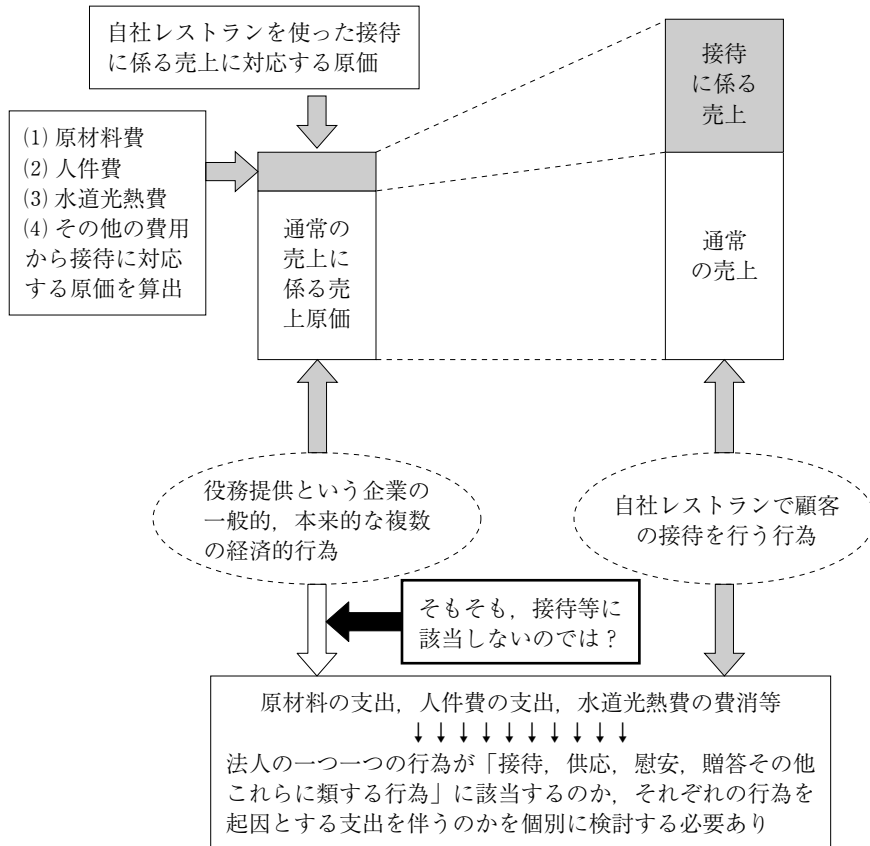 自社レストランを使った接待
に係る売上に対応する原価
接待
に係る
売上
(1) 原材料費
(2) 人件費
(3) 水道光熱費
(4) その他の費用
から接待に対応
する原価を算出
通常の
売上に
係る売
上原価
通常
の売上
役務提供という企業の
一般的，本来的な複数
の経済的行為
自社レストランで顧客
の接待を行う行為
そもそも，接待等に
該当しないのでは？
原材料の支出，人件費の支出，水道光熱費の費消等
法人の一つ一つの行為が「接待，供応，慰安，贈答その他
これらに類する行為」に該当するのか，それぞれの行為を
起因とする支出を伴うのかを個別に検討する必要あり